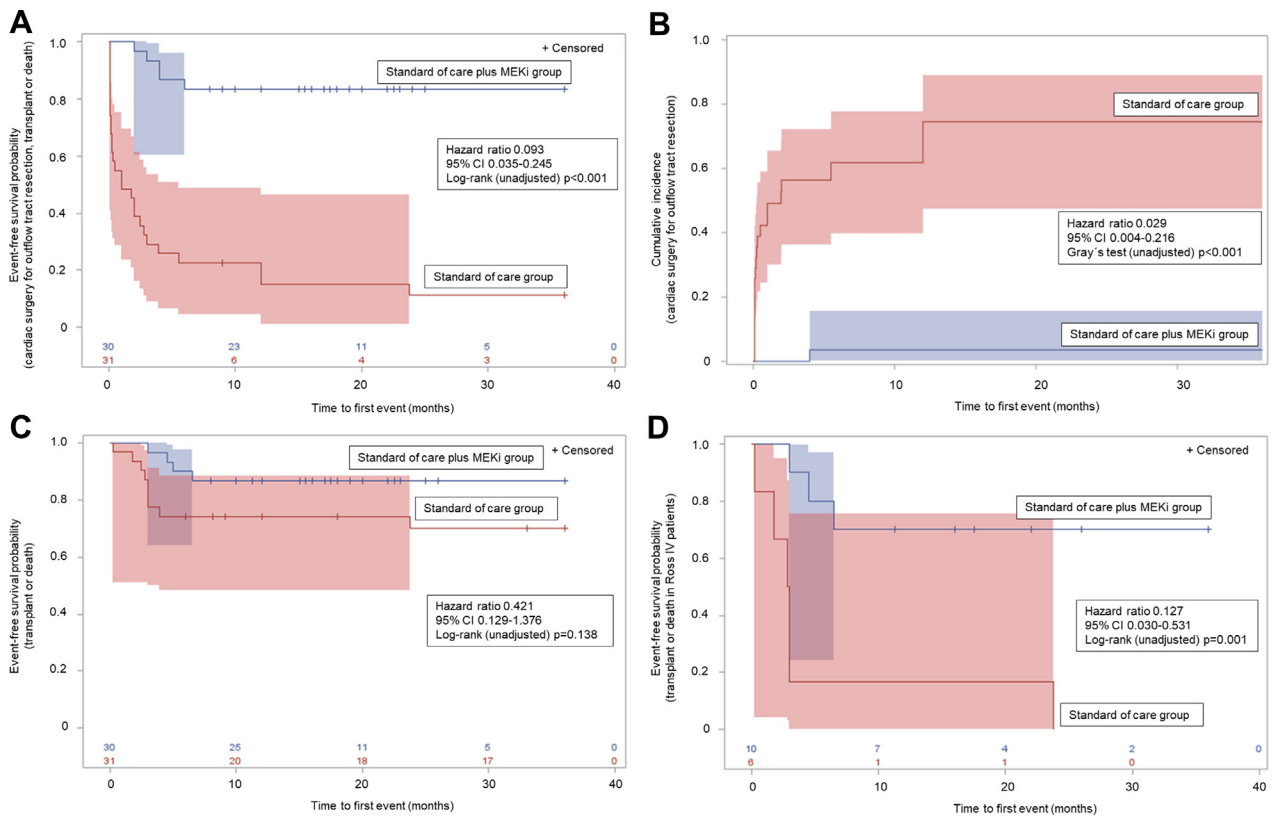 A
Event-free survival probability
(cardiac surgery for outflow tract resection, transplant or death)
1.0
0.8
0.6
0.4
0.2
0
+ Censored
Standard of care plus MEKi group
Hazard ratio 0.093
95% CI 0.035-0.245
Log-rank (unadjusted) p<0.001
Standard of care group
30 23 11 5 0
31 6 4 3 0
0 10 20 30 40
Time to first event (months)
B
Cumulative incidence
(cardiac surgery for outflow tract resection)
1.0
0.8
0.6
0.4
0.2
0
Standard of care group
Hazard ratio 0.029
95% CI 0.004-0.216
Gray´s test (unadjusted) p<0.001
Standard of care plus MEKi group
0 10 20 30
Time to first event (months)
C
Event-free survival probability
(transplant or death)
1.0
0.8
0.6
0.4
0.2
0
+ Censored
Standard of care plus MEKi group
Standard of care group
Hazard ratio 0.421
95% CI 0.129-1.376
Log-rank (unadjusted) p=0.138
30 25 11 5 0
31 20 18 17 0
0 10 20 30 40
Time to first event (months)
D
Event-free survival probability
(transplant or death in Ross IV patients)
1.0
0.8
0.6
0.4
0.2
0
+ Censored
Standard of care plus MEKi group
Hazard ratio 0.127
95% CI 0.030-0.531
Log-rank (unadjusted) p=0.001
Standard of care group
10 7 4 2 0
6 1 1 0
0 10 20 30 40
Time to first event (months)